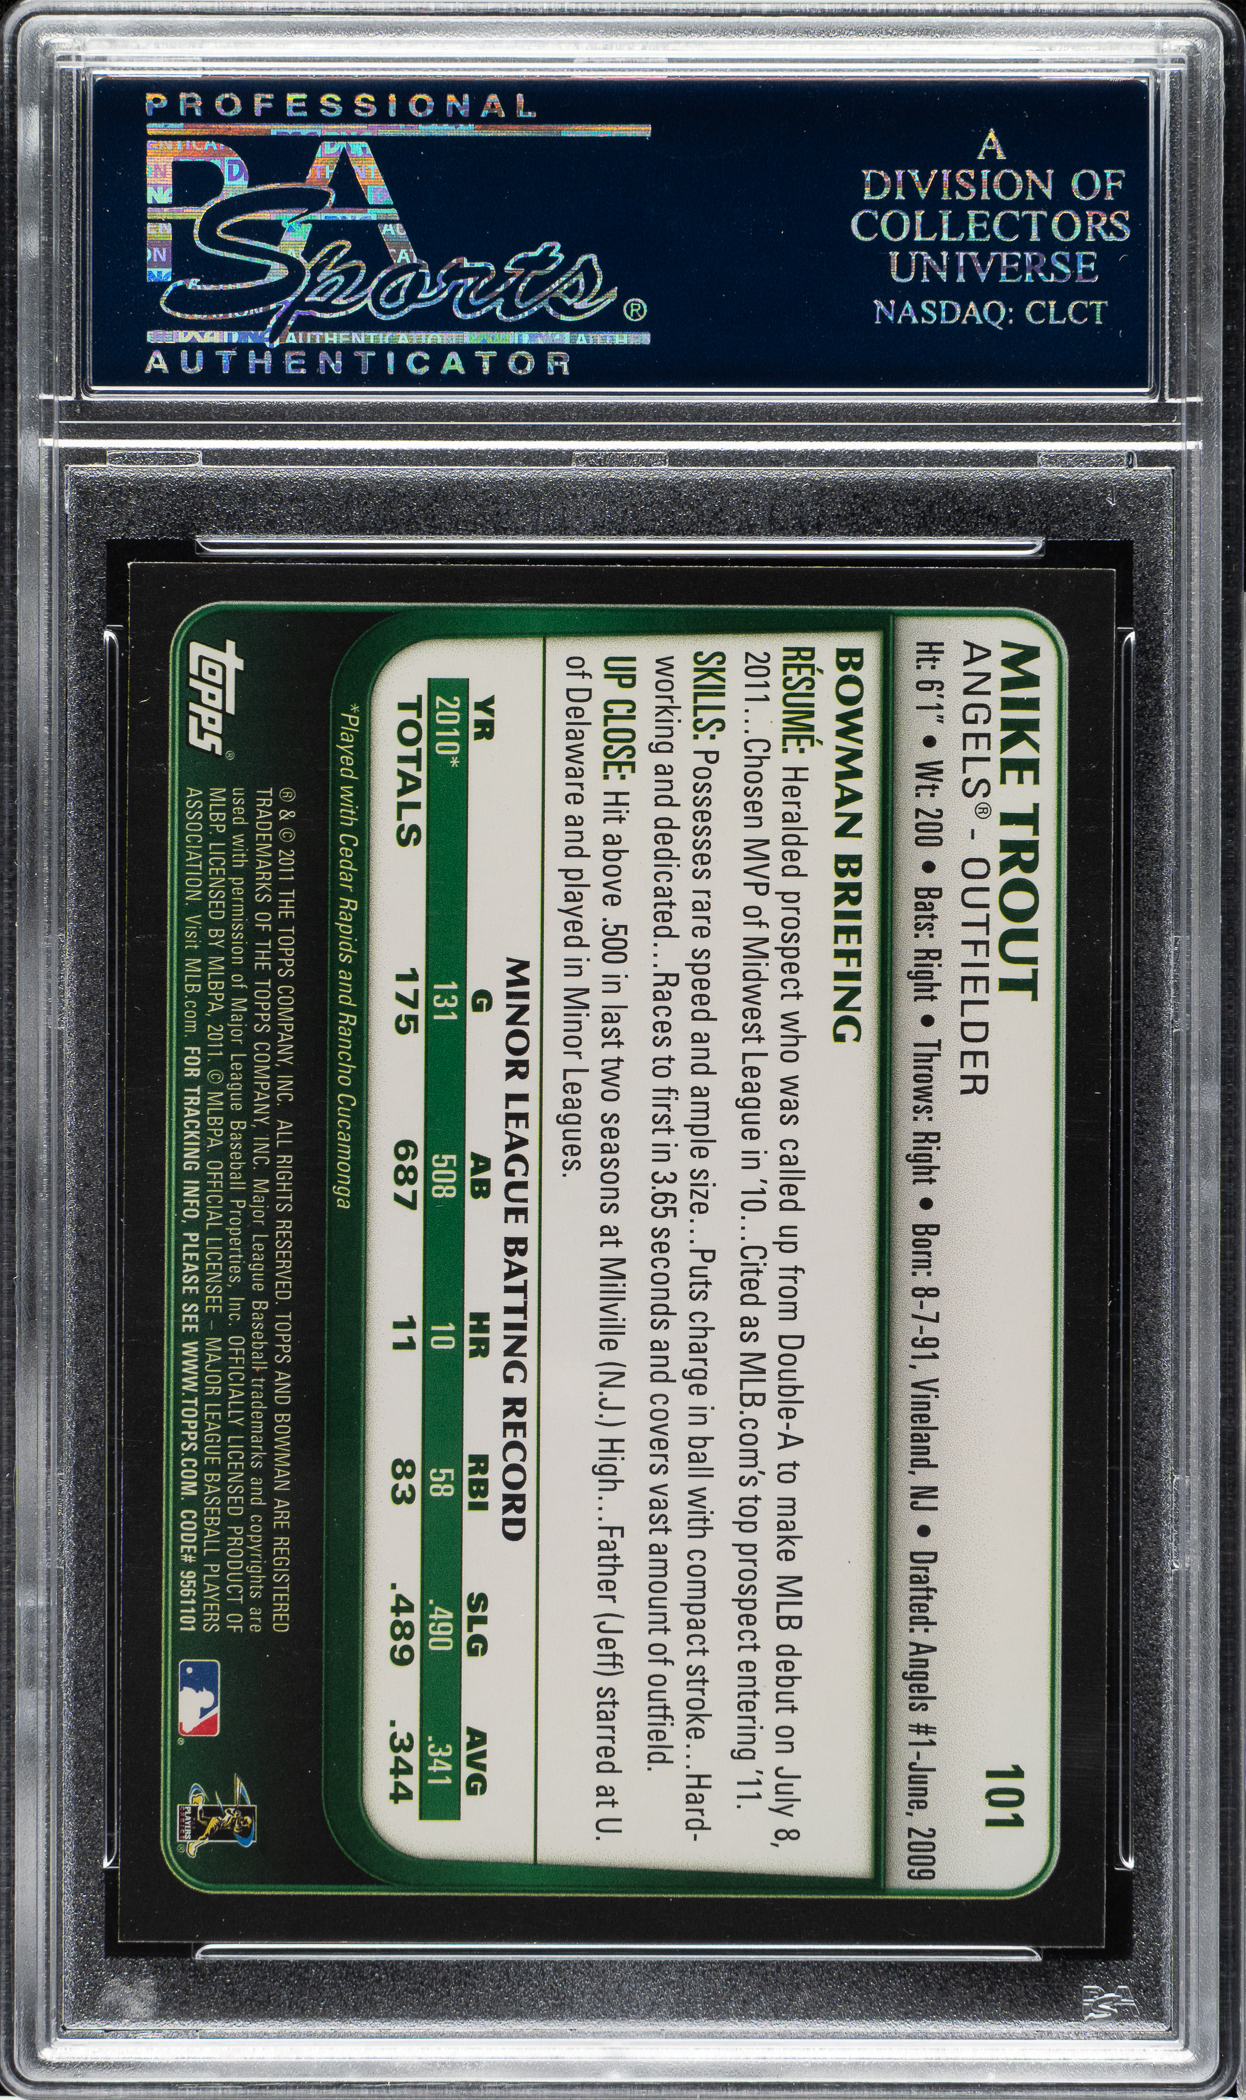 PROFESSIONAL
PSA
Sports®
AUTHENTICATOR
A
DIVISION OF
COLLECTORS
UNIVERSE
NASDAQ: CLCT
MIKE TROUT
101
ANGELS® - OUTFIELDER
Ht: 6'1" • Wt: 200 • Bats: Right • Throws: Right • Born: 8-7-91, Vineland, NJ • Drafted: Angels #1-June, 2009
BOWMAN BRIEFING
RÉSUMÉ: Heralded prospect who was called up from Double-A to make MLB debut on July 8,
2011...Chosen MVP of Midwest League in '10...Cited as MLB.com's top prospect entering '11.
SKILLS: Possesses rare speed and ample size...Puts charge in ball with compact stroke...Hard-
working and dedicated...Races to first in 3.65 seconds and covers vast amount of outfield.
UP CLOSE: Hit above .500 in last two seasons at Millville (N.J.) High...Father (Jeff) starred at U.
of Delaware and played in Minor Leagues.
MINOR LEAGUE BATTING RECORD
YR G AB HR RBI SLG AVG
2010* 131 508 10 58 .490 .341
TOTALS 175 687 11 83 .489 .344
*Played with Cedar Rapids and Rancho Cucamonga
topps®
® & © 2011 THE TOPPS COMPANY, INC. ALL RIGHTS RESERVED. TOPPS AND BOWMAN ARE REGISTERED
TRADEMARKS OF THE TOPPS COMPANY, INC. Major League Baseball trademarks and copyrights are
used with permission of Major League Baseball Properties, Inc. OFFICIALLY LICENSED PRODUCT OF
MLBP. LICENSED BY MLBPA, 2011 © MLBPA. OFFICIAL LICENSEE – MAJOR LEAGUE BASEBALL PLAYERS
ASSOCIATION. Visit MLB.com. FOR TRACKING INFO, PLEASE SEE WWW.TOPPS.COM. CODE# 9561101
PLAYERS
PSA